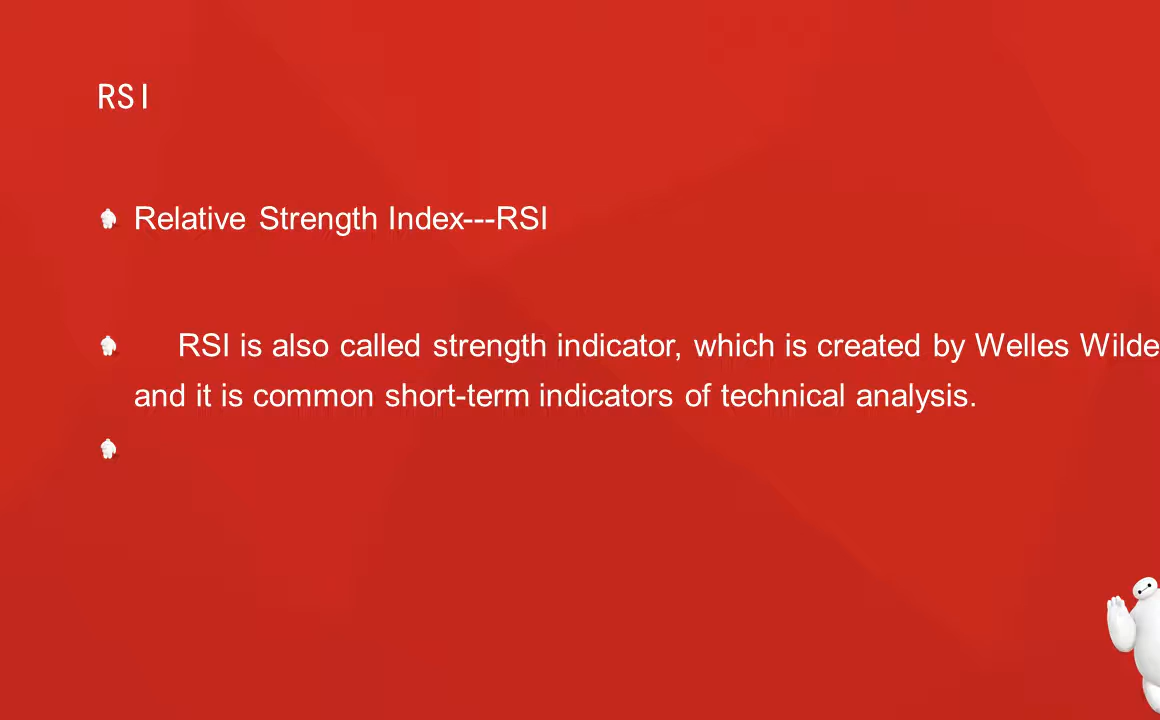 RSI
Relative Strength Index---RSI
RSI is also called strength indicator, which is created by Welles Wilde
and it is common short-term indicators of technical analysis.